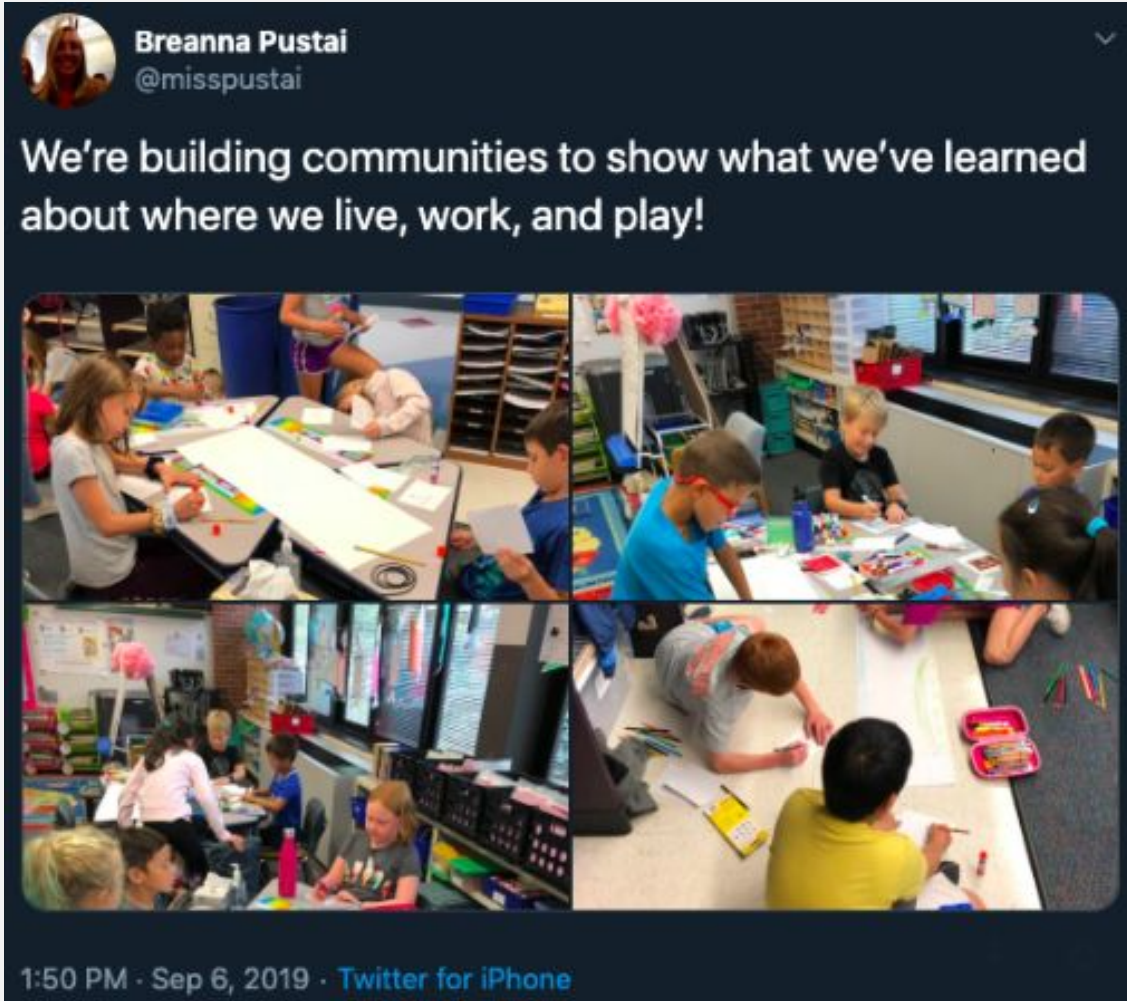 Breanna Pustai
@misspustai
We’re building communities to show what we’ve learned
about where we live, work, and play!
1:50 PM · Sep 6, 2019 · Twitter for iPhone